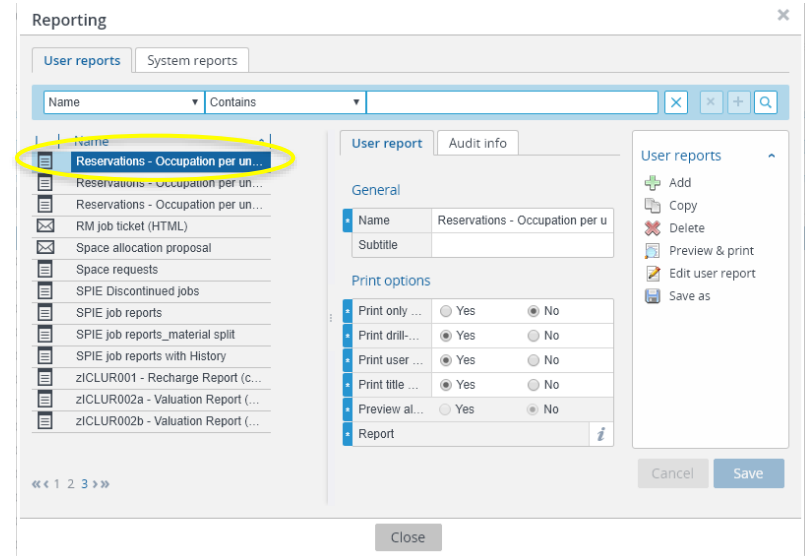 Reporting
User reports System reports
Name Contains
Name
Reservations - Occupation per un...
Reservations - Occupation per un...
Reservations - Occupation per un...
RM job ticket (HTML)
Space allocation proposal
Space requests
SPIE Discontinued jobs
SPIE job reports
SPIE job reports_material split
SPIE job reports with History
zICLUR001 - Recharge Report (c...
zICLUR002a - Valuation Report (...
zICLUR002b - Valuation Report (...
«‹ 1 2 3 ›»
User report Audit info
General
Name Reservations - Occupation per u
Subtitle
Print options
Print only ... Yes No
Print drill-... Yes No
Print user ... Yes No
Print title ... Yes No
Preview al... Yes No
Report i
User reports
Add
Copy
Delete
Preview & print
Edit user report
Save as
Cancel Save
Close